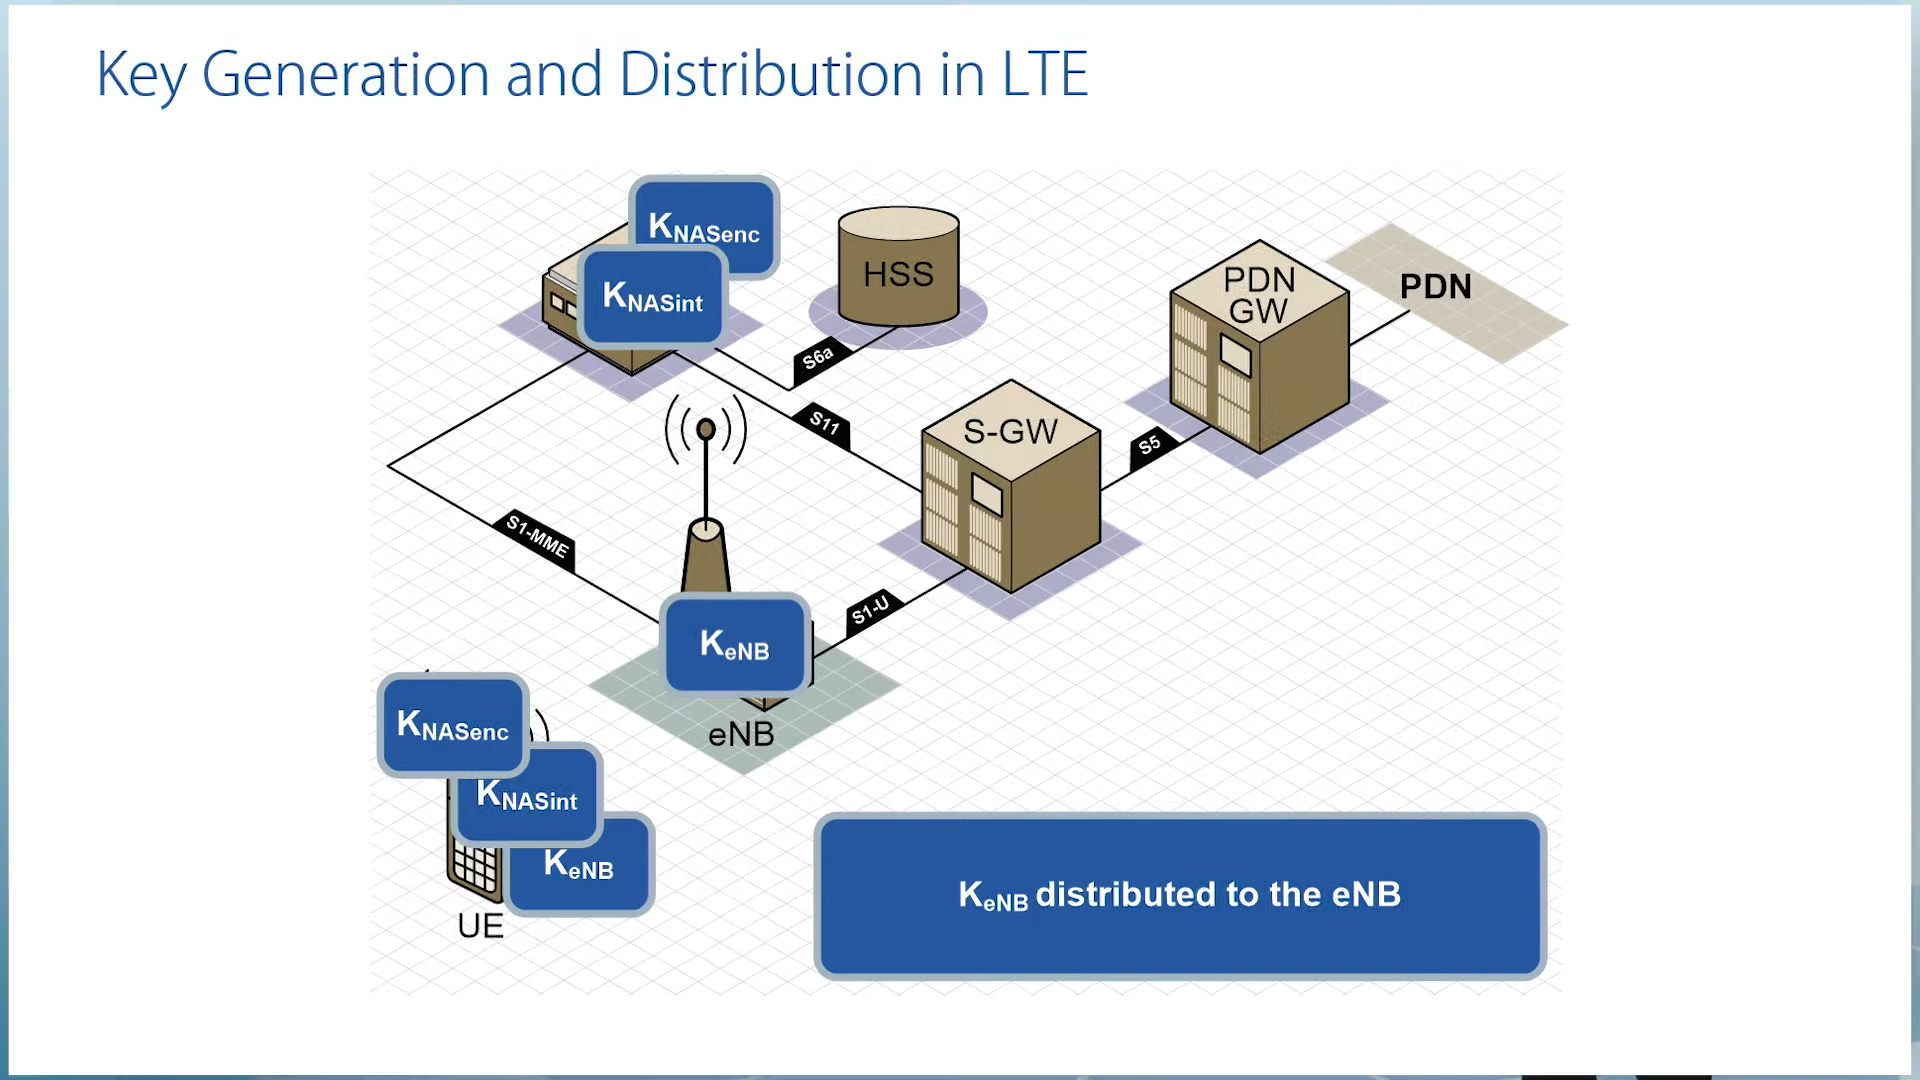 Key Generation and Distribution in LTE
KNASenc
KNASint
HSS
PDN
GW
PDN
S6a
S11
S-GW
S5
S1-MME
S1-U
KeNB
eNB
KNASenc
KNASint
KeNB
UE
KeNB distributed to the eNB